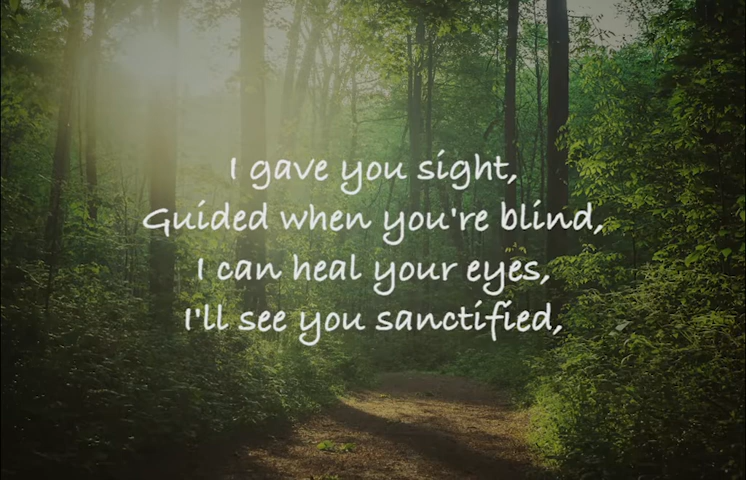 I gave you sight,
Guided when you're blind,
I can heal your eyes,
I'll see you sanctified,